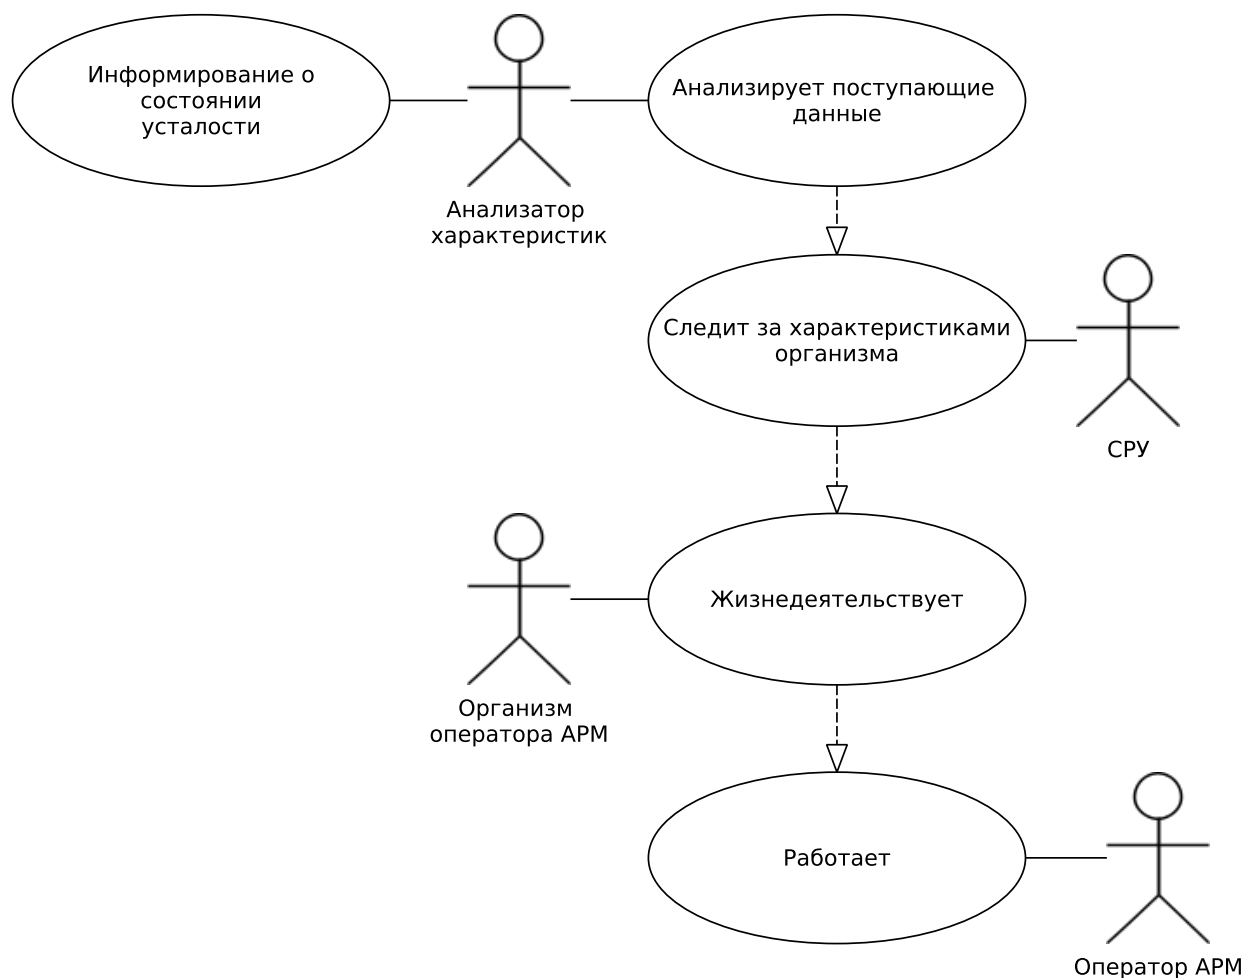 Информирование о
состоянии
усталости
Анализирует поступающие
данные
Анализатор
характеристик
Следит за характеристиками
организма
СРУ
Жизнедеятельствует
Организм
оператора АРМ
Работает
Оператор АРМ